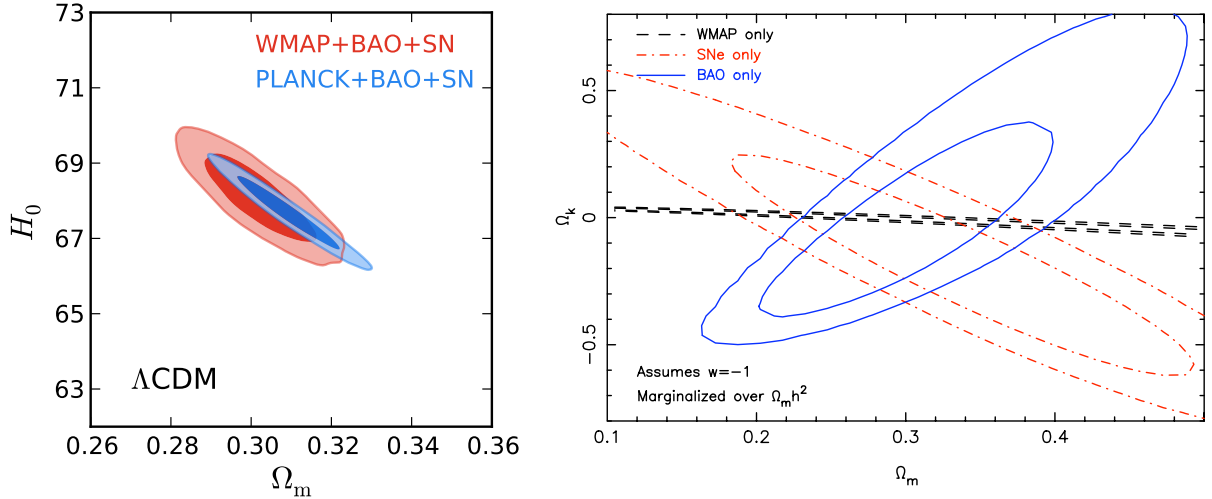 73
71
69
67
65
63
H₀
WMAP+BAO+SN
PLANCK+BAO+SN
ΛCDM
0.26 0.28 0.30 0.32 0.34 0.36
Ωₘ
WMAP only
SNe only
BAO only
0.5
0
−0.5
Ωₖ
Assumes w=−1
Marginalized over Ωₘh²
0.1 0.2 0.3 0.4
Ωₘ